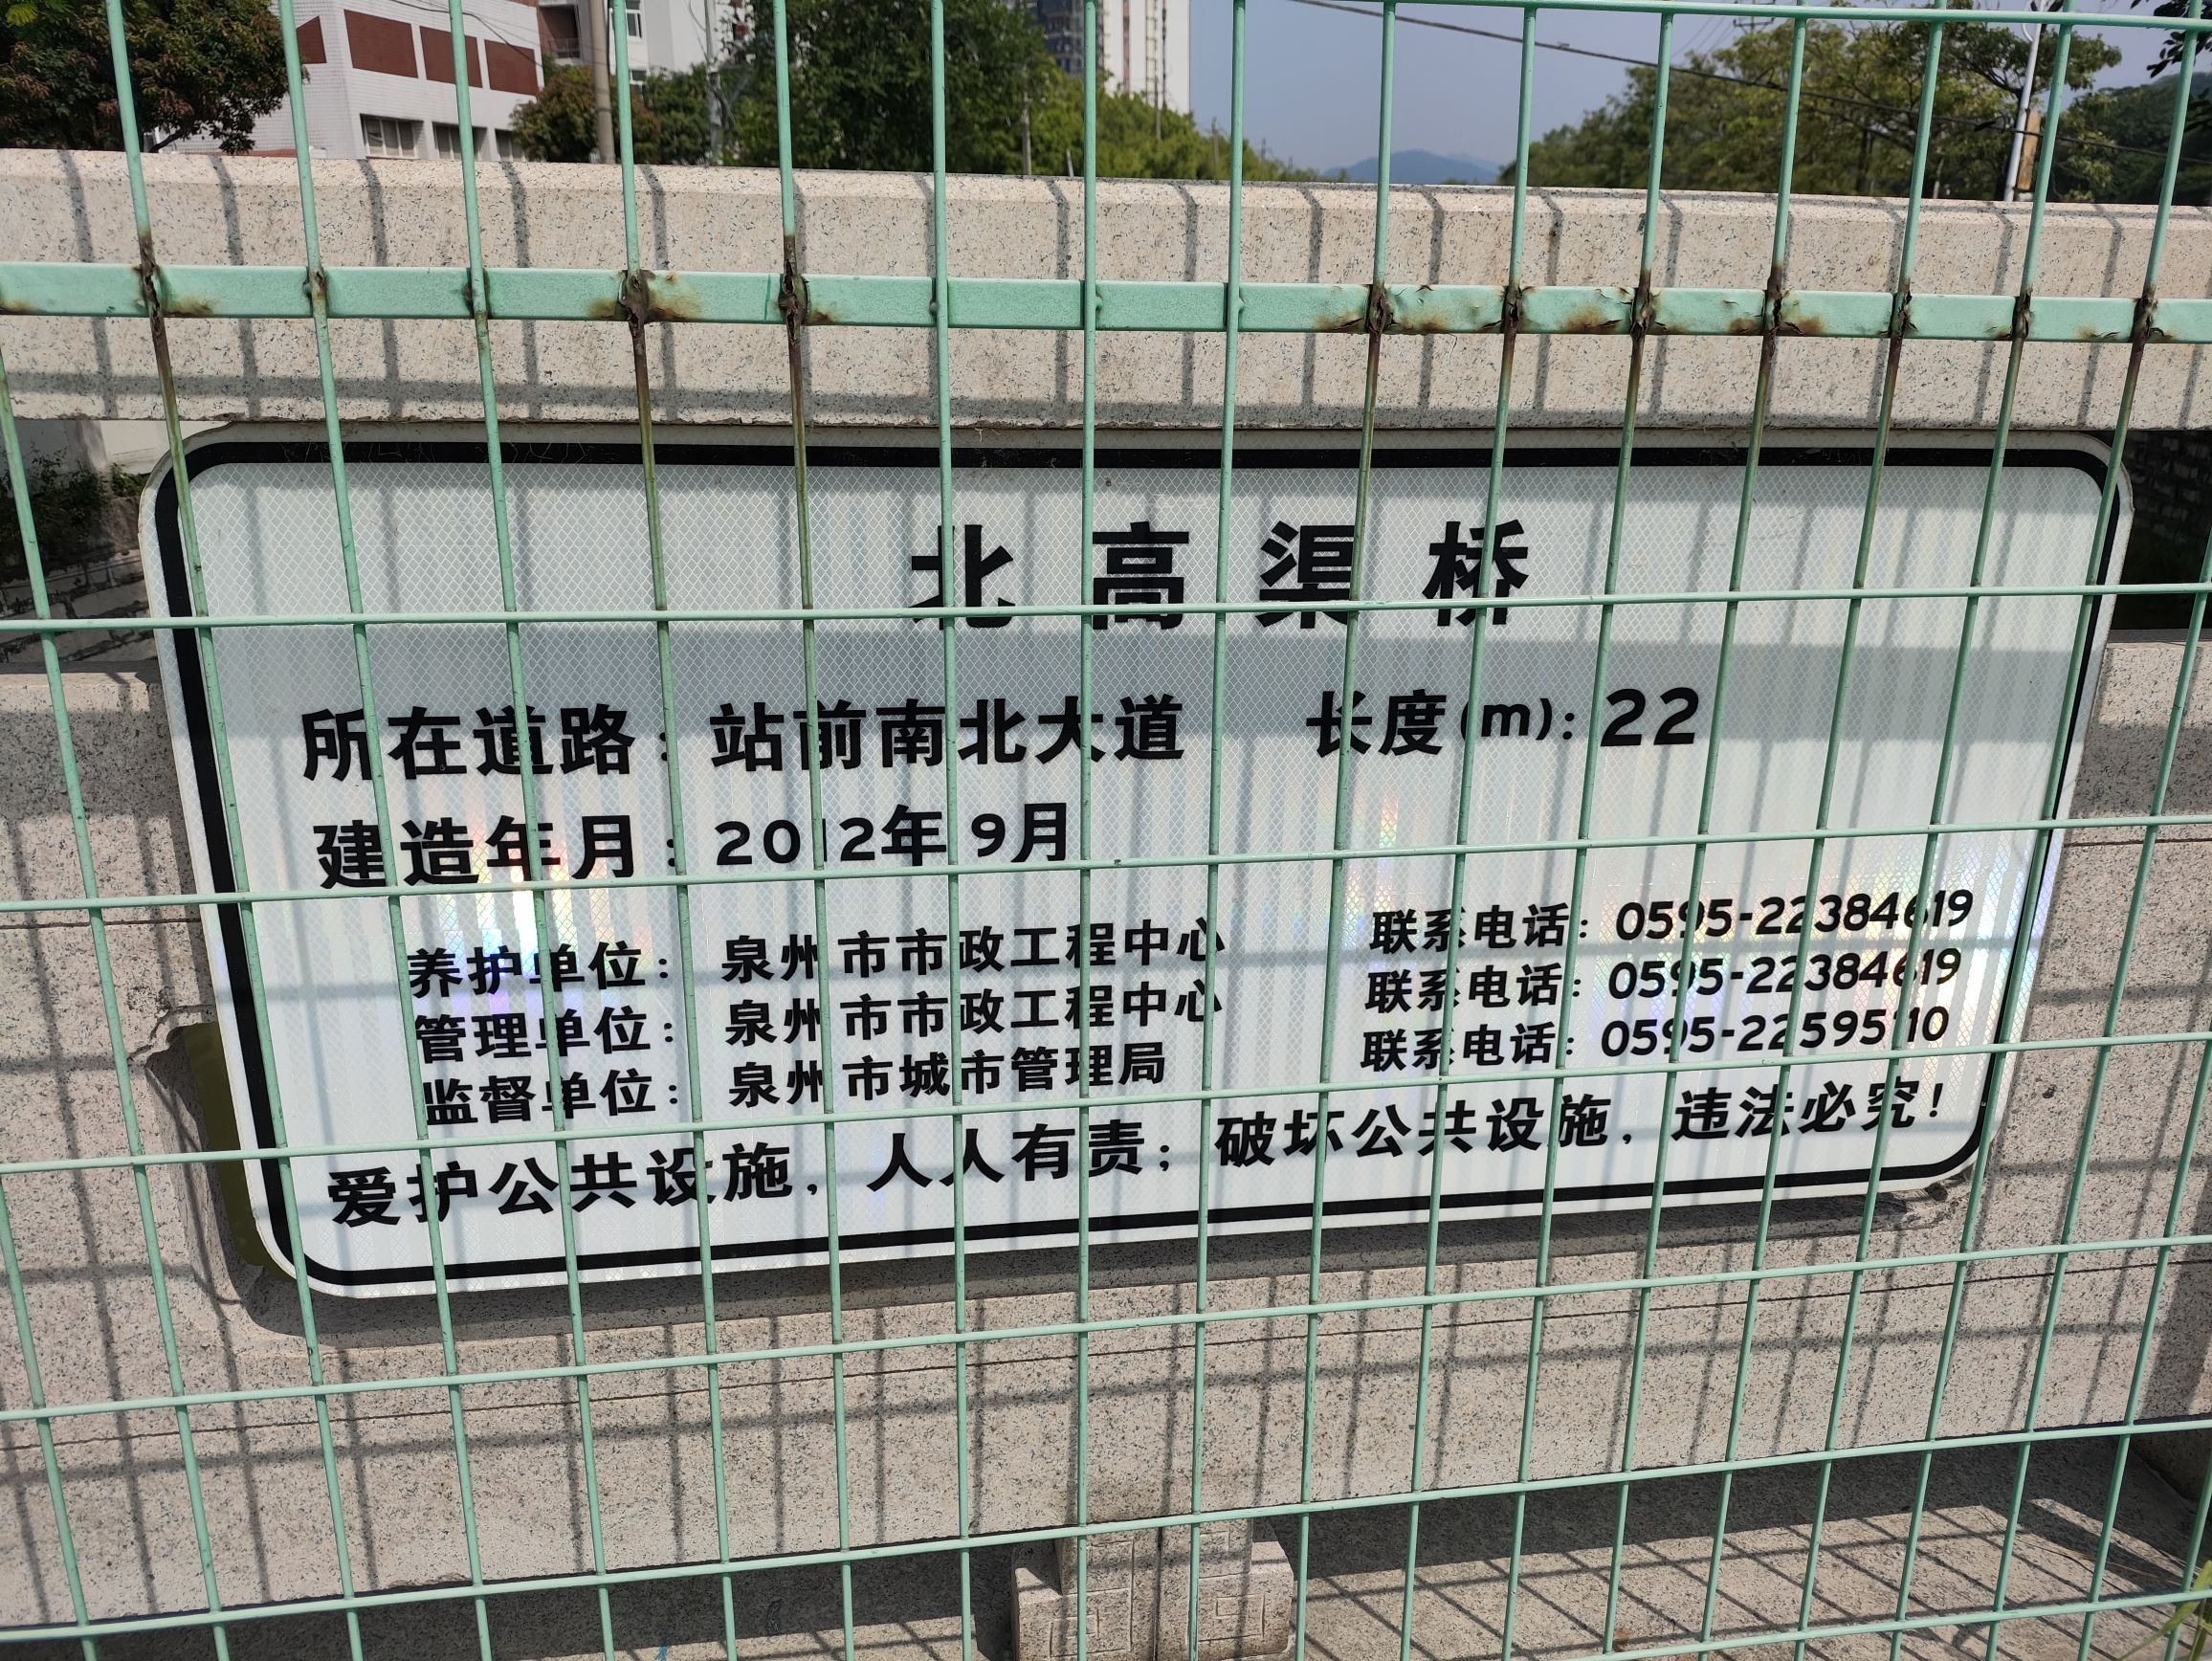 北高渠桥
所在道路：站前南北大道 长度(m)：22
建造年月：2012年9月
养护单位：泉州市市政工程中心 联系电话：0595-22384619
管理单位：泉州市市政工程中心 联系电话：0595-22384619
监督单位：泉州市城市管理局 联系电话：0595-22595110
爱护公共设施，人人有责；破坏公共设施，违法必究！